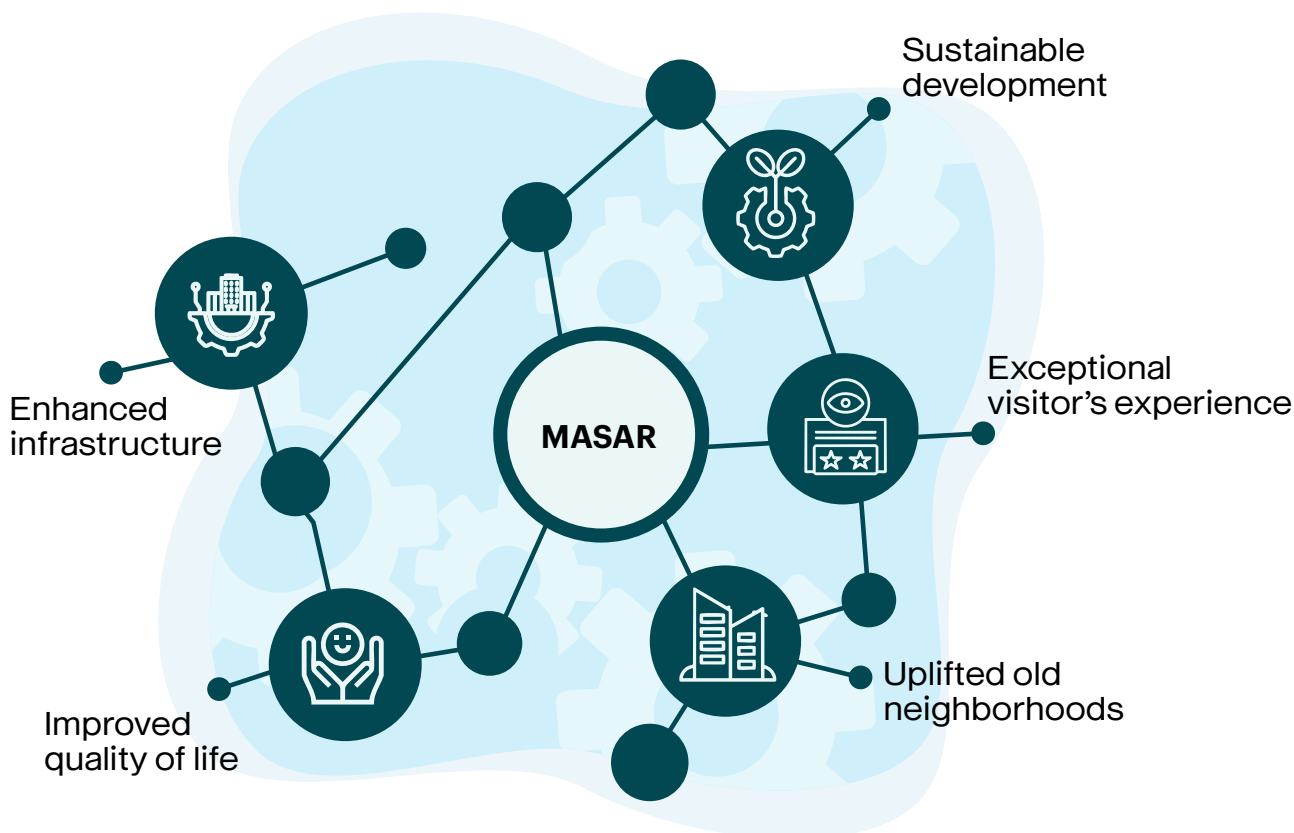 Sustainable
development
Exceptional
visitor’s experience
Enhanced
infrastructure
MASAR
Uplifted old
neighborhoods
Improved
quality of life